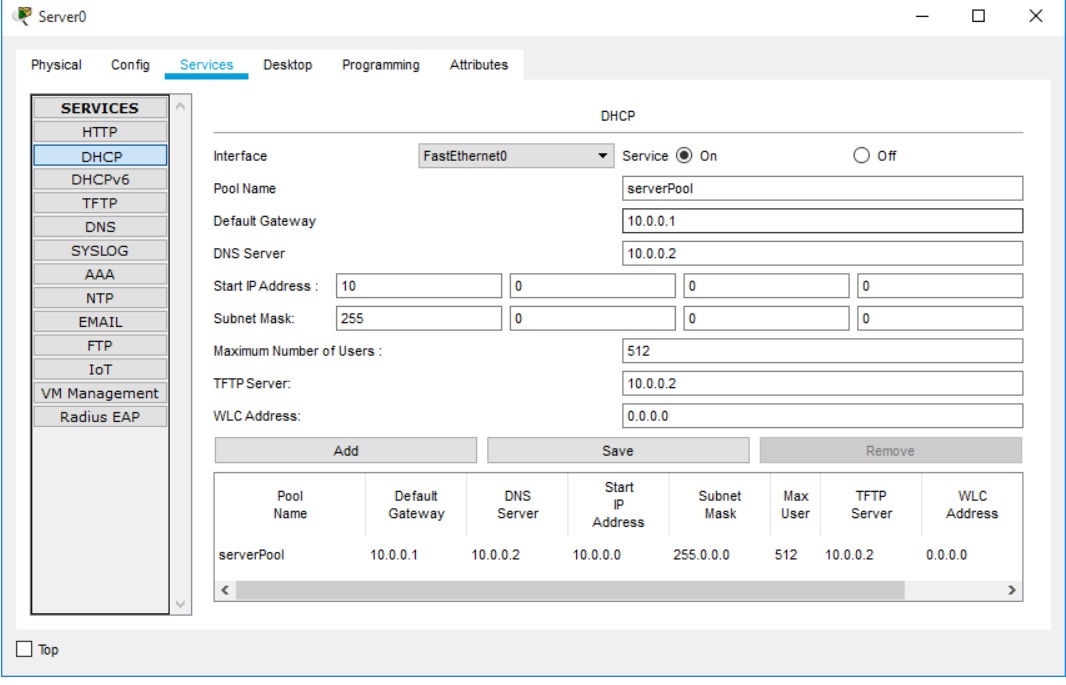 Server0
Physical Config Services Desktop Programming Attributes
SERVICES
HTTP
DHCP
DHCPv6
TFTP
DNS
SYSLOG
AAA
NTP
EMAIL
FTP
IoT
VM Management
Radius EAP
DHCP
Interface FastEthernet0 Service On Off
Pool Name serverPool
Default Gateway 10.0.0.1
DNS Server 10.0.0.2
Start IP Address : 10 0 0 0
Subnet Mask: 255 0 0 0
Maximum Number of Users : 512
TFTP Server: 10.0.0.2
WLC Address: 0.0.0.0
Add Save Remove
Pool Name Default Gateway DNS Server Start IP Address Subnet Mask Max User TFTP Server WLC Address
serverPool 10.0.0.1 10.0.0.2 10.0.0.0 255.0.0.0 512 10.0.0.2 0.0.0.0
Top